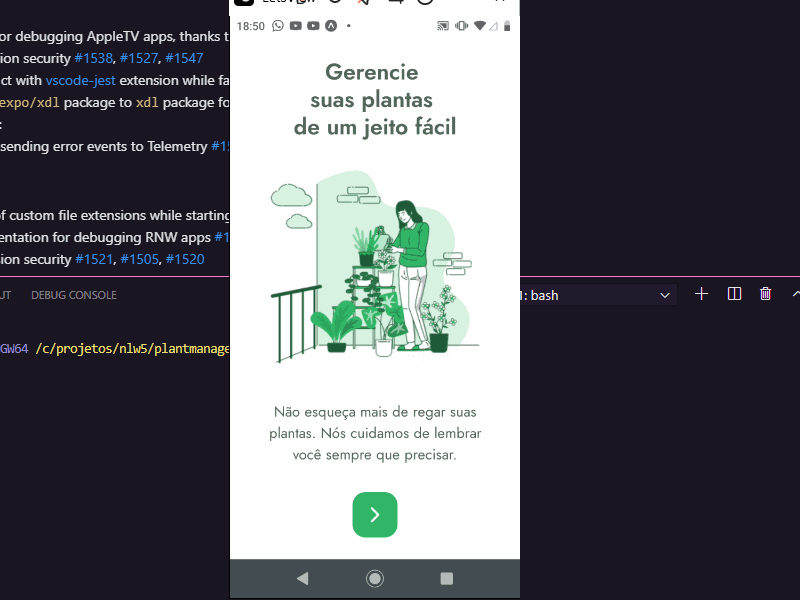 LetsView
18:50
or debugging AppleTV apps, thanks t
ion security #1538, #1527, #1547
ct with vscode-jest extension while fa
expo/xdl package to xdl package fo
:
sending error events to Telemetry #15
of custom file extensions while starting
entation for debugging RNW apps #1
sion security #1521, #1505, #1520
UT DEBUG CONSOLE
1: bash
GW64 /c/projetos/nlw5/plantmanage
Gerencie
suas plantas
de um jeito fácil
Não esqueça mais de regar suas
plantas. Nós cuidamos de lembrar
você sempre que precisar.